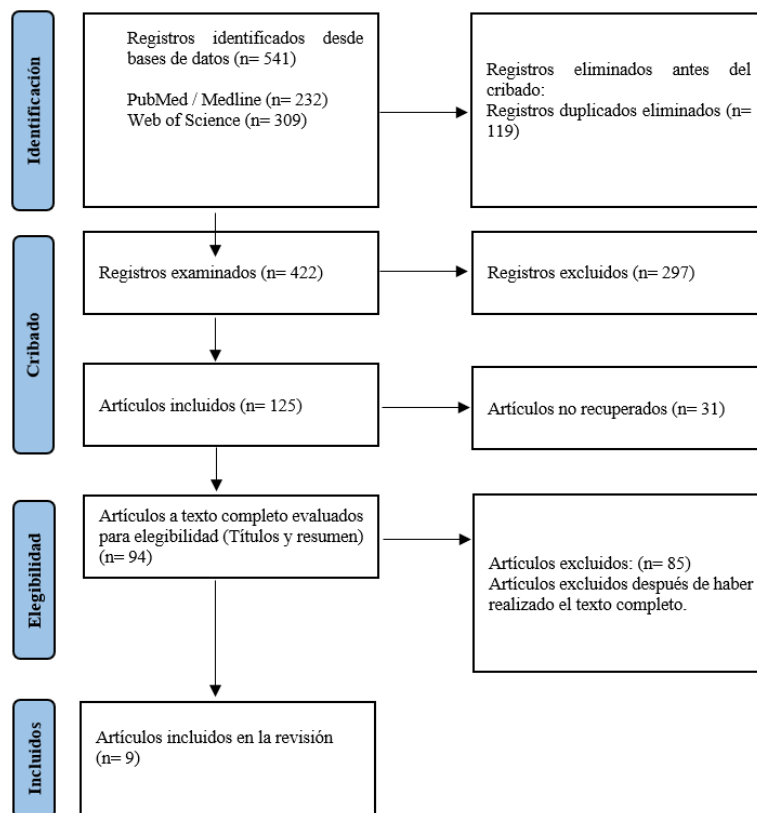 Identificación
Registros identificados desde
bases de datos (n= 541)
PubMed / Medline (n= 232)
Web of Science (n= 309)
Registros eliminados antes del
cribado:
Registros duplicados eliminados (n=
119)
Cribado
Registros examinados (n= 422)
Registros excluidos (n= 297)
Artículos incluidos (n= 125)
Artículos no recuperados (n= 31)
Elegibilidad
Artículos a texto completo evaluados
para elegibilidad (Títulos y resumen)
(n= 94)
Artículos excluidos: (n= 85)
Artículos excluidos después de haber
realizado el texto completo.
Incluidos
Artículos incluidos en la revisión
(n= 9)